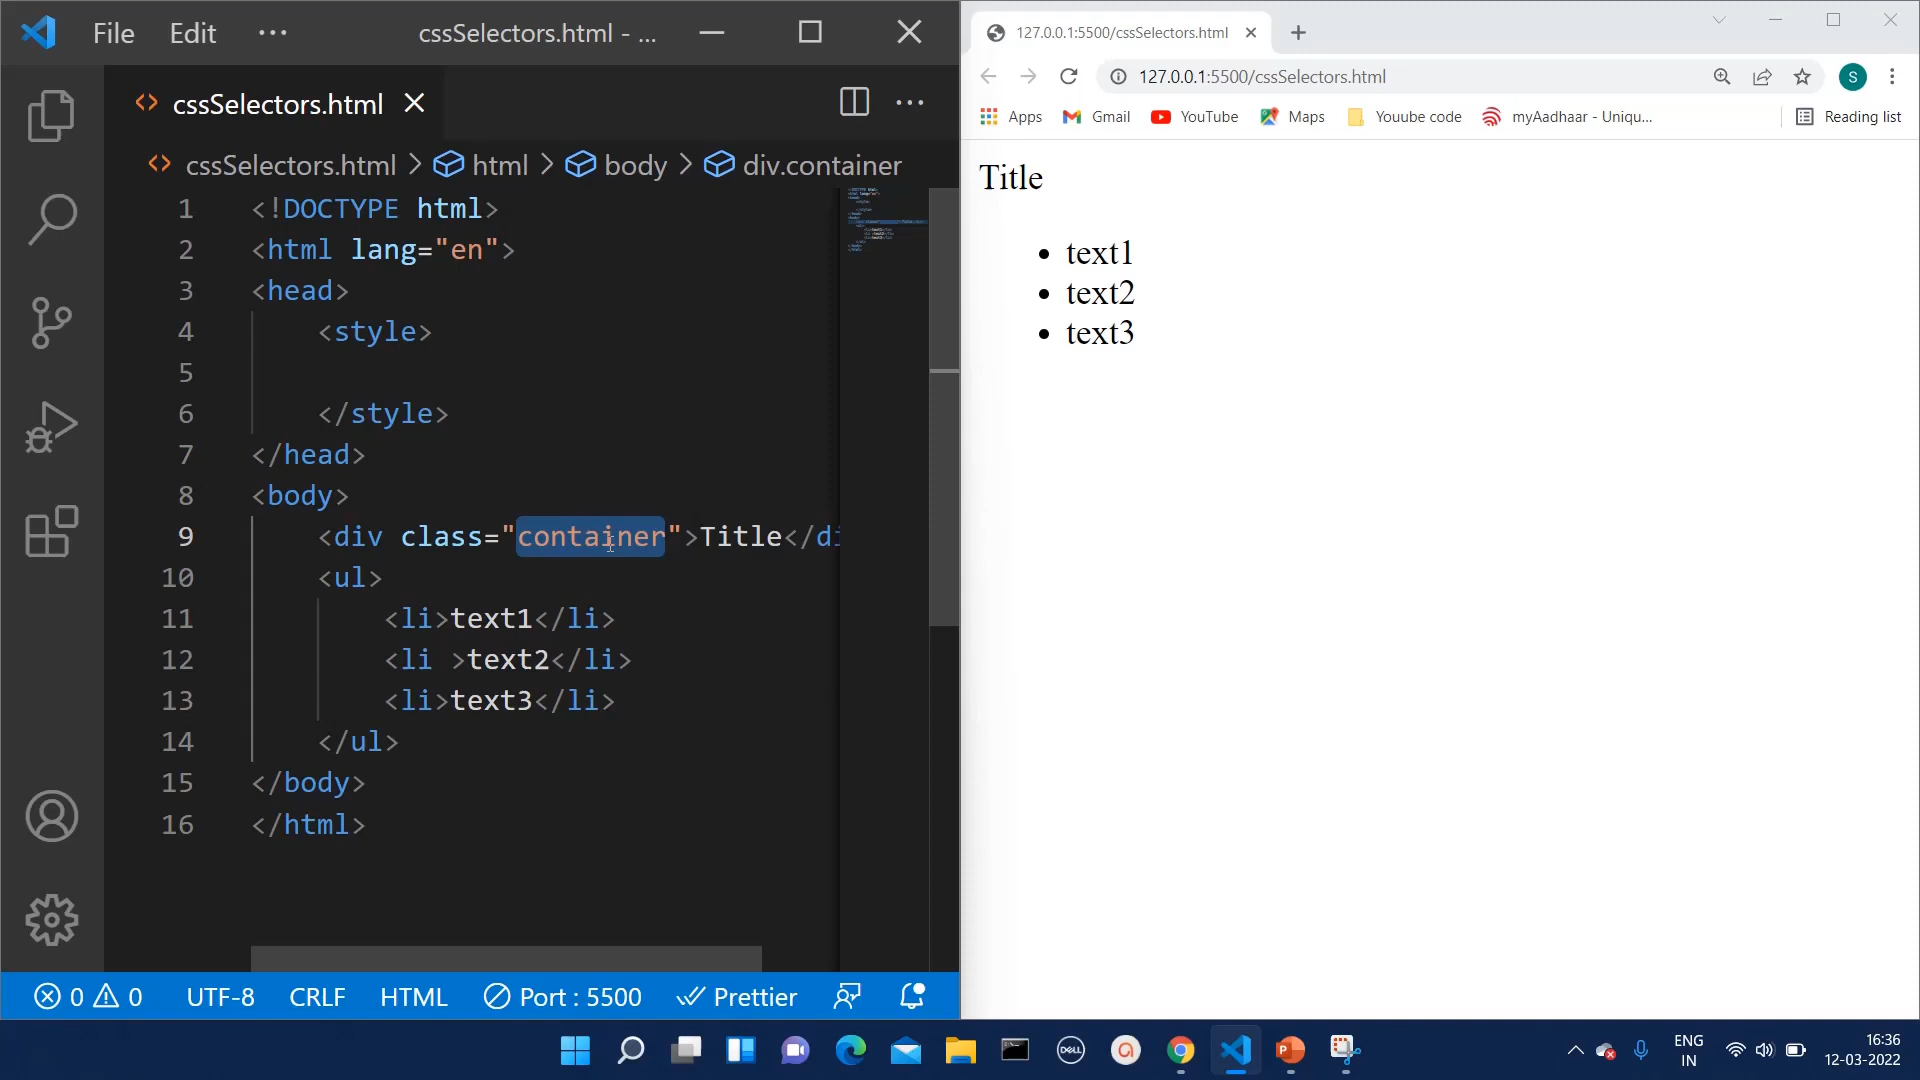 File Edit ··· cssSelectors.html - ...
cssSelectors.html
cssSelectors.html > html > body > div.container
1 <!DOCTYPE html>
2 <html lang="en">
3 <head>
4 <style>
5
6 </style>
7 </head>
8 <body>
9 <div class="container">Title</di
10 <ul>
11 <li>text1</li>
12 <li >text2</li>
13 <li>text3</li>
14 </ul>
15 </body>
16 </html>
0 0 UTF-8 CRLF HTML Port : 5500 Prettier
127.0.0.1:5500/cssSelectors.html
127.0.0.1:5500/cssSelectors.html S
Apps Gmail YouTube Maps Youube code myAadhaar - Uniqu... Reading list
Title
• text1
• text2
• text3
DELL
ENG
IN
16:36
12-03-2022